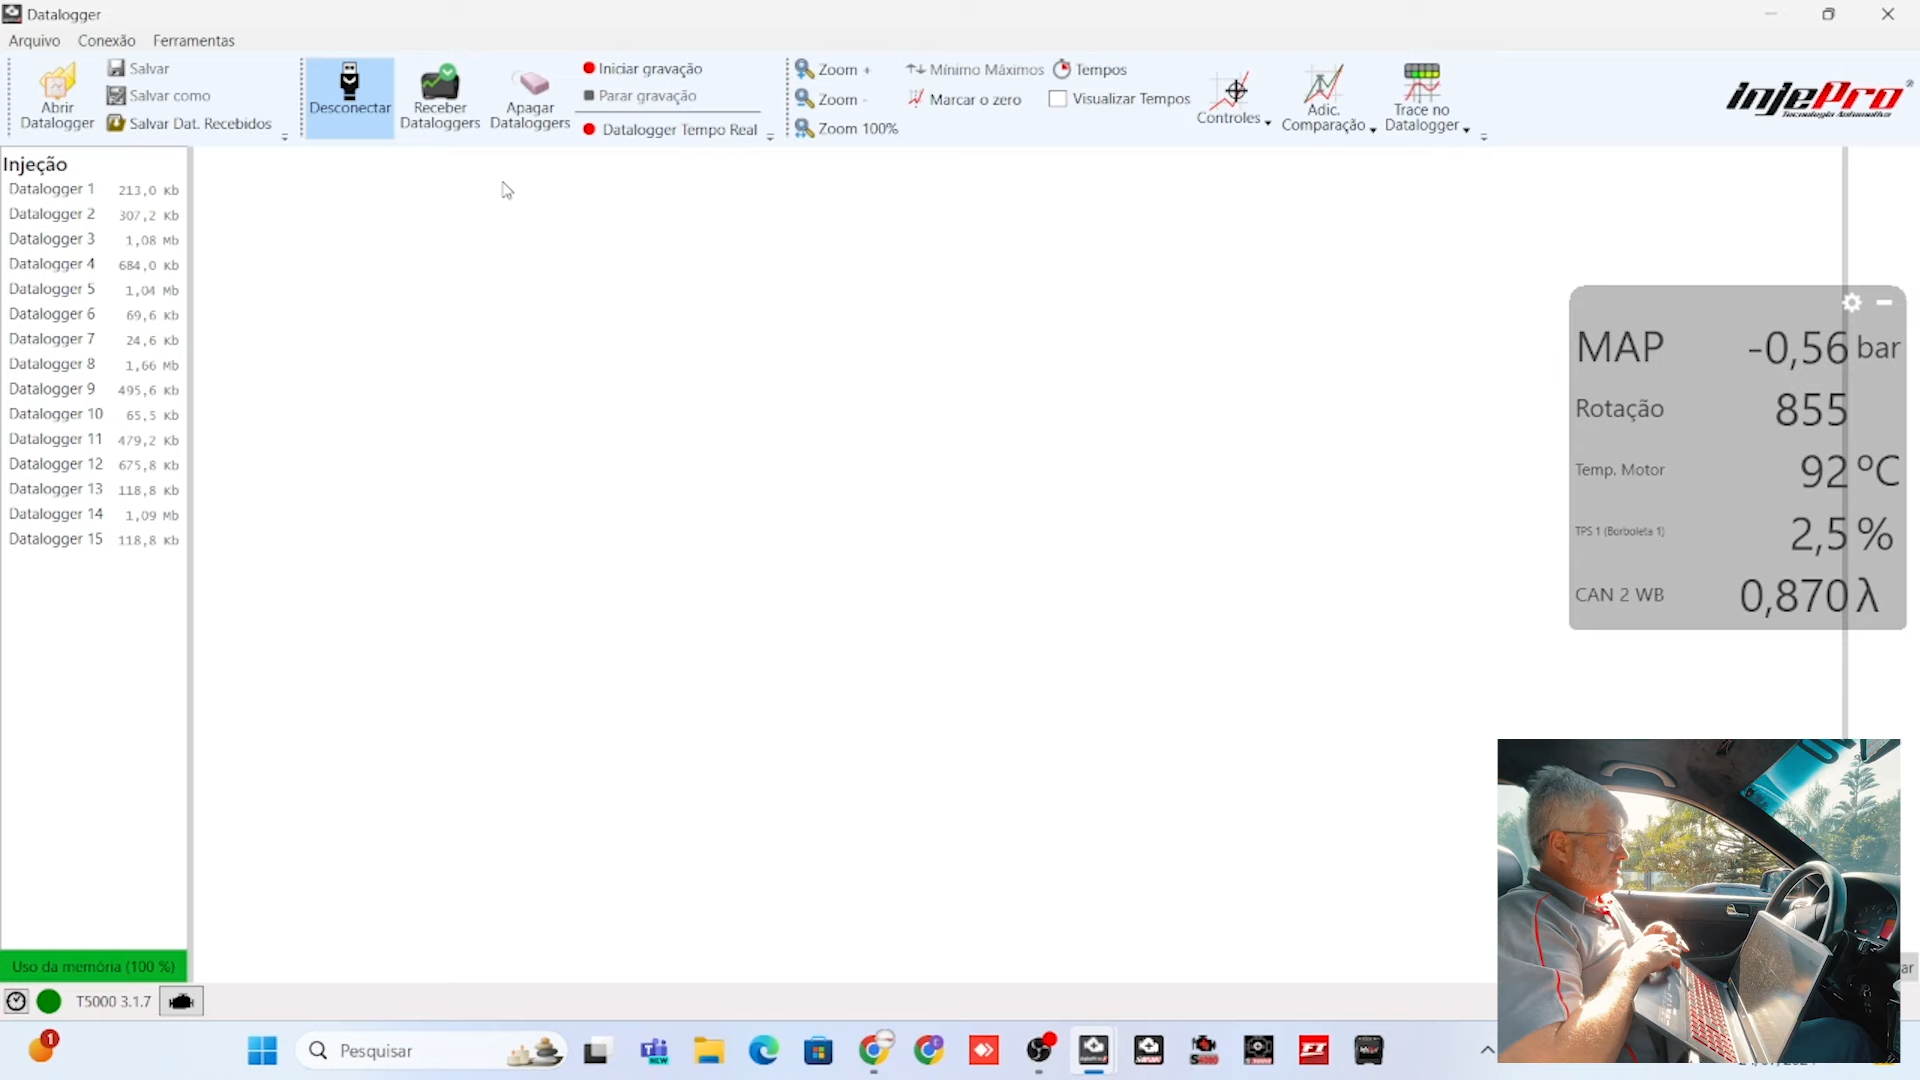 Datalogger
Arquivo Conexão Ferramentas
Abrir Datalogger
Salvar
Salvar como
Salvar Dat. Recebidos
Desconectar
Receber Dataloggers
Apagar Dataloggers
Iniciar gravação
Parar gravação
Datalogger Tempo Real
Zoom +
Zoom -
Zoom 100%
Mínimo Máximos
Marcar o zero
Tempos
Visualizar Tempos
Controles
Adic. Comparação
Trace no Datalogger
InjePro
Tecnologia Automotiva
Injeção
Datalogger 1 213,0 Kb
Datalogger 2 307,2 Kb
Datalogger 3 1,08 Mb
Datalogger 4 684,0 Kb
Datalogger 5 1,04 Mb
Datalogger 6 69,6 Kb
Datalogger 7 24,6 Kb
Datalogger 8 1,66 Mb
Datalogger 9 495,6 Kb
Datalogger 10 65,5 Kb
Datalogger 11 479,2 Kb
Datalogger 12 675,8 Kb
Datalogger 13 118,8 Kb
Datalogger 14 1,09 Mb
Datalogger 15 118,8 Kb
MAP -0,56 bar
Rotação 855
Temp. Motor 92 ºC
TPS 1 (Borboleta 1) 2,5 %
CAN 2 WB 0,870 λ
Uso da memória (100 %)
T5000 3.1.7
1
Pesquisar
NEW
S4000
FI